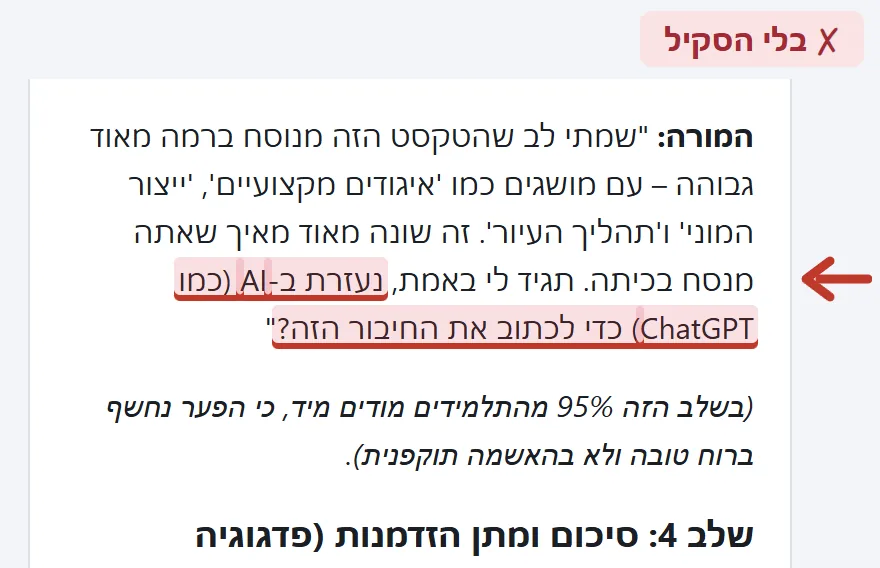 ✗ בלי הסקיל
המורה: "שמתי לב שהטקסט הזה מנוסח ברמה מאוד
גבוהה – עם מושגים כמו 'איגודים מקצועיים', 'ייצור
המוני' ו'תהליך העיור'. זה שונה מאוד מאיך שאתה
מנסח בכיתה. תגיד לי באמת, נעזרת ב-AI (כמו
ChatGPT) כדי לכתוב את החיבור הזה?"
(בשלב הזה 95% מהתלמידים מודים מיד, כי הפער נחשף
ברוח טובה ולא בהאשמה תוקפנית).
שלב 4: סיכום ומתן הזדמנות (פדגוגיה